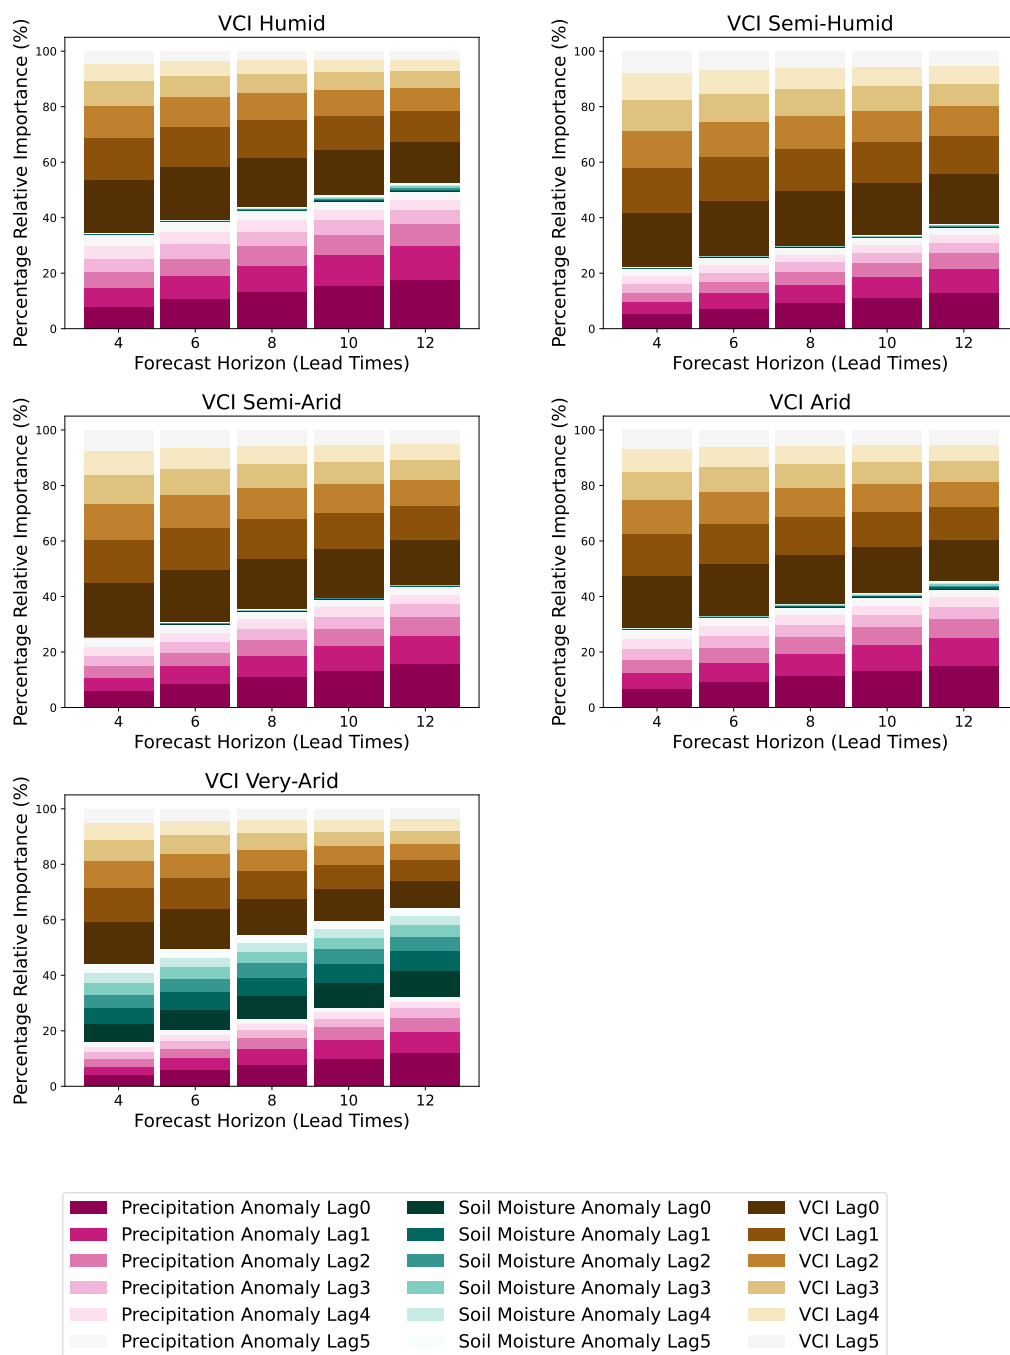 VCI Humid
Percentage Relative Importance (%)
100
80
60
40
20
0
4 6 8 10 12
Forecast Horizon (Lead Times)
VCI Semi-Humid
Percentage Relative Importance (%)
100
80
60
40
20
0
4 6 8 10 12
Forecast Horizon (Lead Times)
VCI Semi-Arid
Percentage Relative Importance (%)
100
80
60
40
20
0
4 6 8 10 12
Forecast Horizon (Lead Times)
VCI Arid
Percentage Relative Importance (%)
100
80
60
40
20
0
4 6 8 10 12
Forecast Horizon (Lead Times)
VCI Very-Arid
Percentage Relative Importance (%)
100
80
60
40
20
0
4 6 8 10 12
Forecast Horizon (Lead Times)
Precipitation Anomaly Lag0
Precipitation Anomaly Lag1
Precipitation Anomaly Lag2
Precipitation Anomaly Lag3
Precipitation Anomaly Lag4
Precipitation Anomaly Lag5
Soil Moisture Anomaly Lag0
Soil Moisture Anomaly Lag1
Soil Moisture Anomaly Lag2
Soil Moisture Anomaly Lag3
Soil Moisture Anomaly Lag4
Soil Moisture Anomaly Lag5
VCI Lag0
VCI Lag1
VCI Lag2
VCI Lag3
VCI Lag4
VCI Lag5